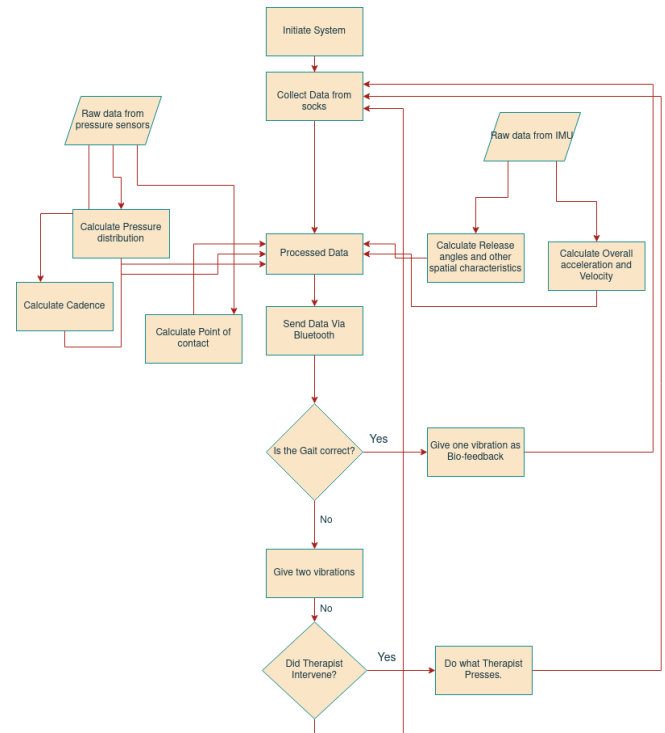 Initiate System
Collect Data from
socks
Raw data from
pressure sensors
Raw data from IMU
Calculate Pressure
distribution
Processed Data
Calculate Release
angles and other
spatial characteristics
Calculate Overall
acceleration and
Velocity
Calculate Cadence
Calculate Point of
contact
Send Data Via
Bluetooth
Is the Gait correct?
Yes
Give one vibration as
Bio-feedback
No
Give two vibrations
No
Did Therapist
Intervene?
Yes
Do what Therapist
Presses.